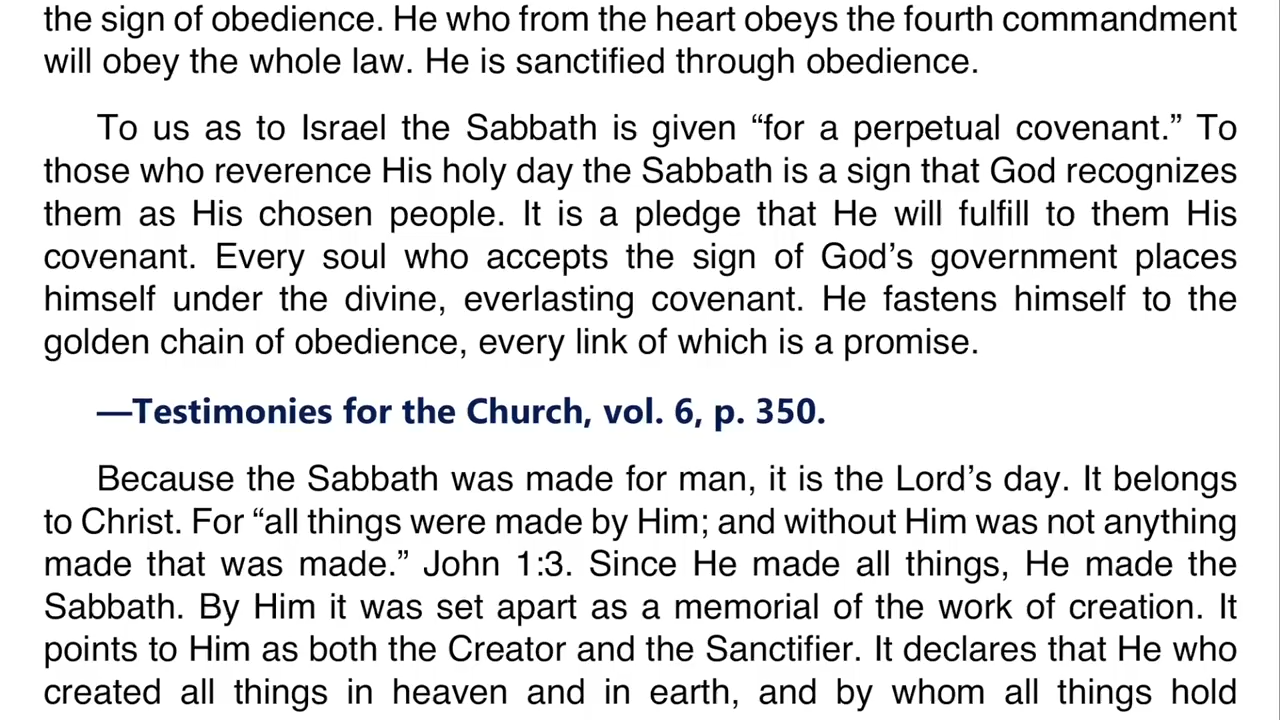 the sign of obedience. He who from the heart obeys the fourth commandment
will obey the whole law. He is sanctified through obedience.
To us as to Israel the Sabbath is given “for a perpetual covenant.” To
those who reverence His holy day the Sabbath is a sign that God recognizes
them as His chosen people. It is a pledge that He will fulfill to them His
covenant. Every soul who accepts the sign of God’s government places
himself under the divine, everlasting covenant. He fastens himself to the
golden chain of obedience, every link of which is a promise.
—Testimonies for the Church, vol. 6, p. 350.
Because the Sabbath was made for man, it is the Lord’s day. It belongs
to Christ. For “all things were made by Him; and without Him was not anything
made that was made.” John 1:3. Since He made all things, He made the
Sabbath. By Him it was set apart as a memorial of the work of creation. It
points to Him as both the Creator and the Sanctifier. It declares that He who
created all things in heaven and in earth, and by whom all things hold